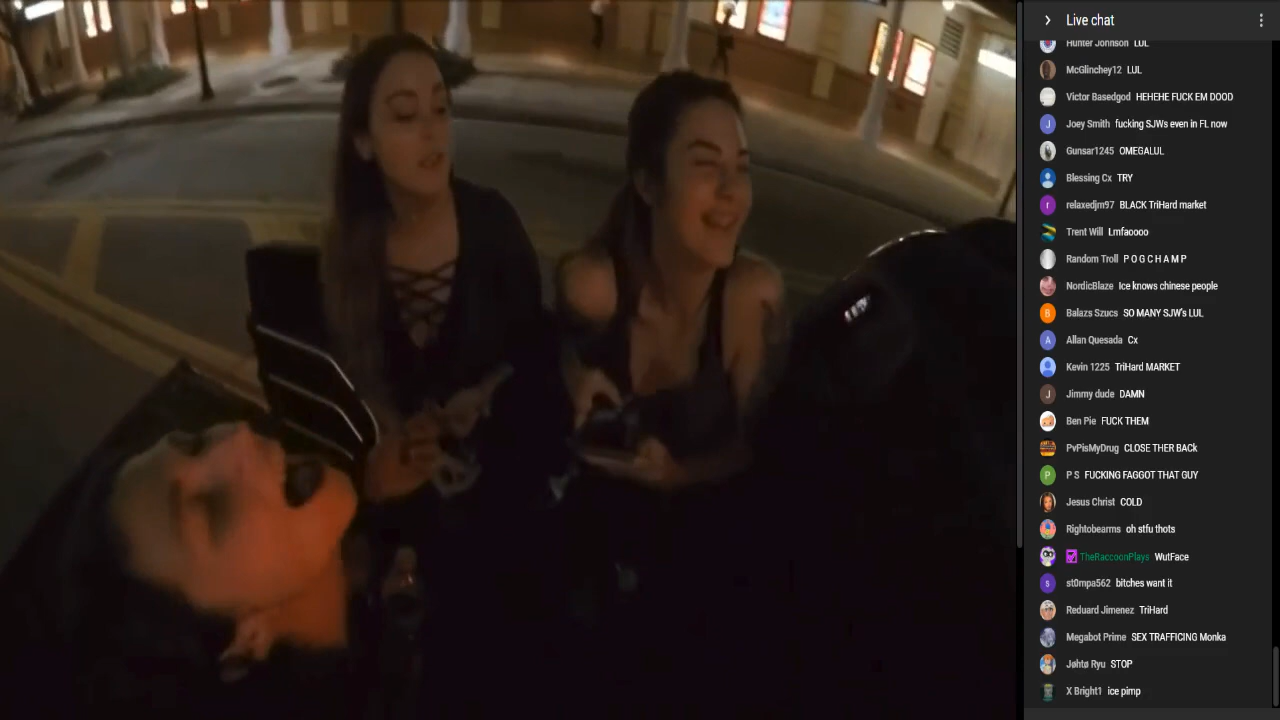 Live chat
Hunter Johnson LUL
McGlinchey12 LUL
Victor Basedgod HEHEHE FUCK EM DOOD
J Joey Smith fucking SJWs even in FL now
Gunsar1245 OMEGALUL
Blessing Cx TRY
r relaxedjm97 BLACK TriHard market
Trent Will Lmfaoooo
Random Troll P O G C H A M P
NordicBlaze Ice knows chinese people
B Balazs Szucs SO MANY SJW's LUL
A Allan Quesada Cx
Kevin 1225 TriHard MARKET
J Jimmy dude DAMN
Ben Pie FUCK THEM
PvPisMyDrug CLOSE THER BACk
P P S FUCKING FAGGOT THAT GUY
Jesus Christ COLD
Rightobearms oh stfu thots
TheRaccoonPlays WutFace
s st0mpa562 bitches want it
Reduard Jimenez TriHard
Megabot Prime SEX TRAFFICING Monka
Jøhtø Ryu STOP
X Bright1 ice pimp